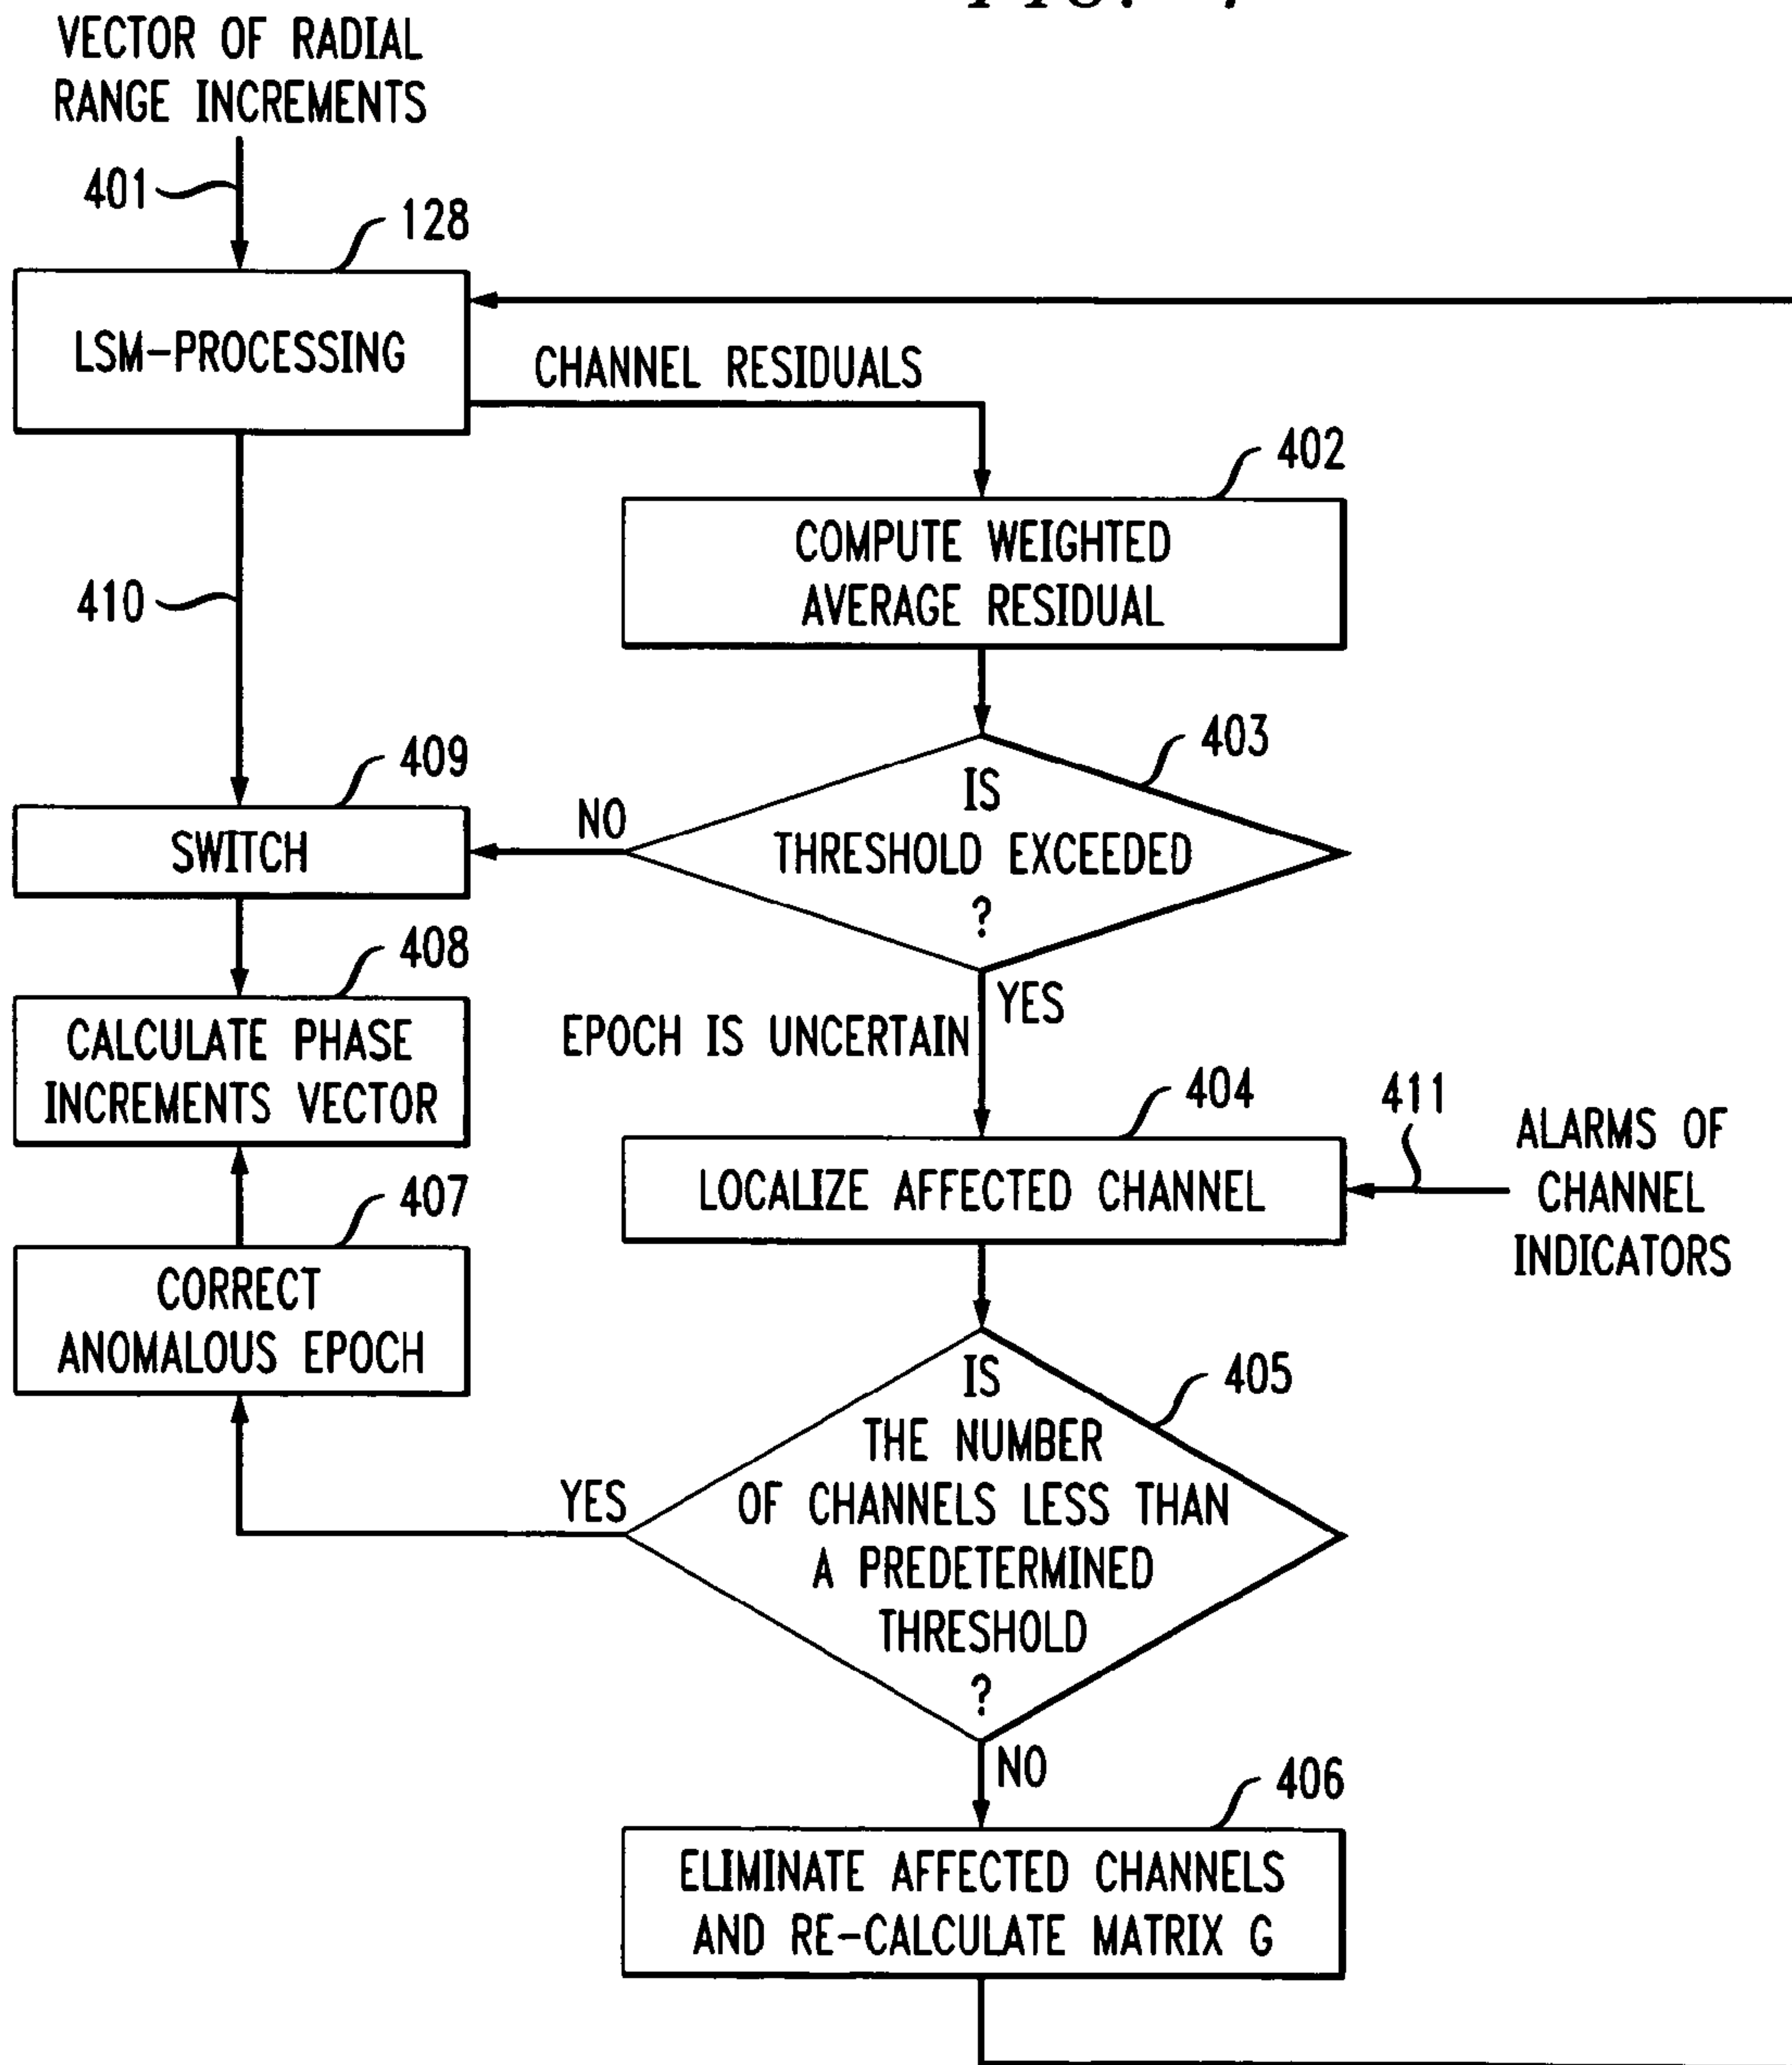 VECTOR OF RADIAL
RANGE INCREMENTS
401
128
LSM-PROCESSING
CHANNEL RESIDUALS
402
COMPUTE WEIGHTED
AVERAGE RESIDUAL
410
403
409
IS
THRESHOLD EXCEEDED
?
NO
SWITCH
408
YES
EPOCH IS UNCERTAIN
CALCULATE PHASE
INCREMENTS VECTOR
404
411
ALARMS OF
CHANNEL
INDICATORS
LOCALIZE AFFECTED CHANNEL
407
CORRECT
ANOMALOUS EPOCH
405
IS
THE NUMBER
OF CHANNELS LESS THAN
A PREDETERMINED
THRESHOLD
?
YES
NO
406
ELIMINATE AFFECTED CHANNELS
AND RE-CALCULATE MATRIX G